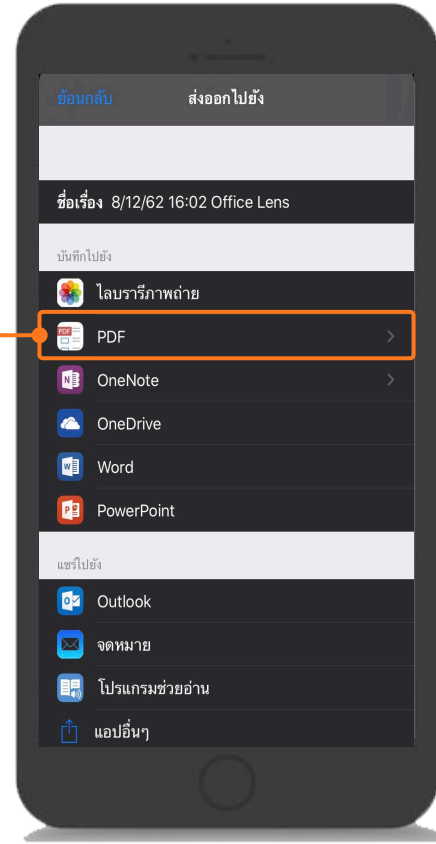 ย้อนกลับ ส่งออกไปยัง
ชื่อเรื่อง 8/12/62 16:02 Office Lens
บันทึกไปยัง
ไลบรารีภาพถ่าย
PDF PDF
N OneNote
OneDrive
W Word
P PowerPoint
แชร์ไปยัง
o Outlook
จดหมาย
โปรแกรมช่วยอ่าน
แอปอื่นๆ